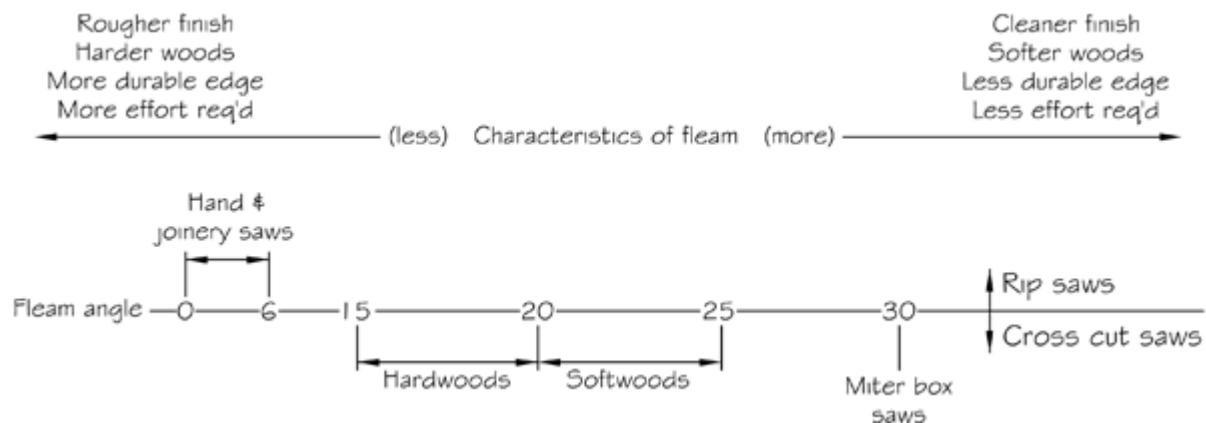 Rougher finish
Harder woods
More durable edge
More effort req'd
Cleaner finish
Softer woods
Less durable edge
Less effort req'd
(less) Characteristics of fleam (more)
Hand &
joinery saws
Fleam angle 0 6 15 20 25 30
Rip saws
Cross cut saws
Hardwoods
Softwoods
Miter box
saws